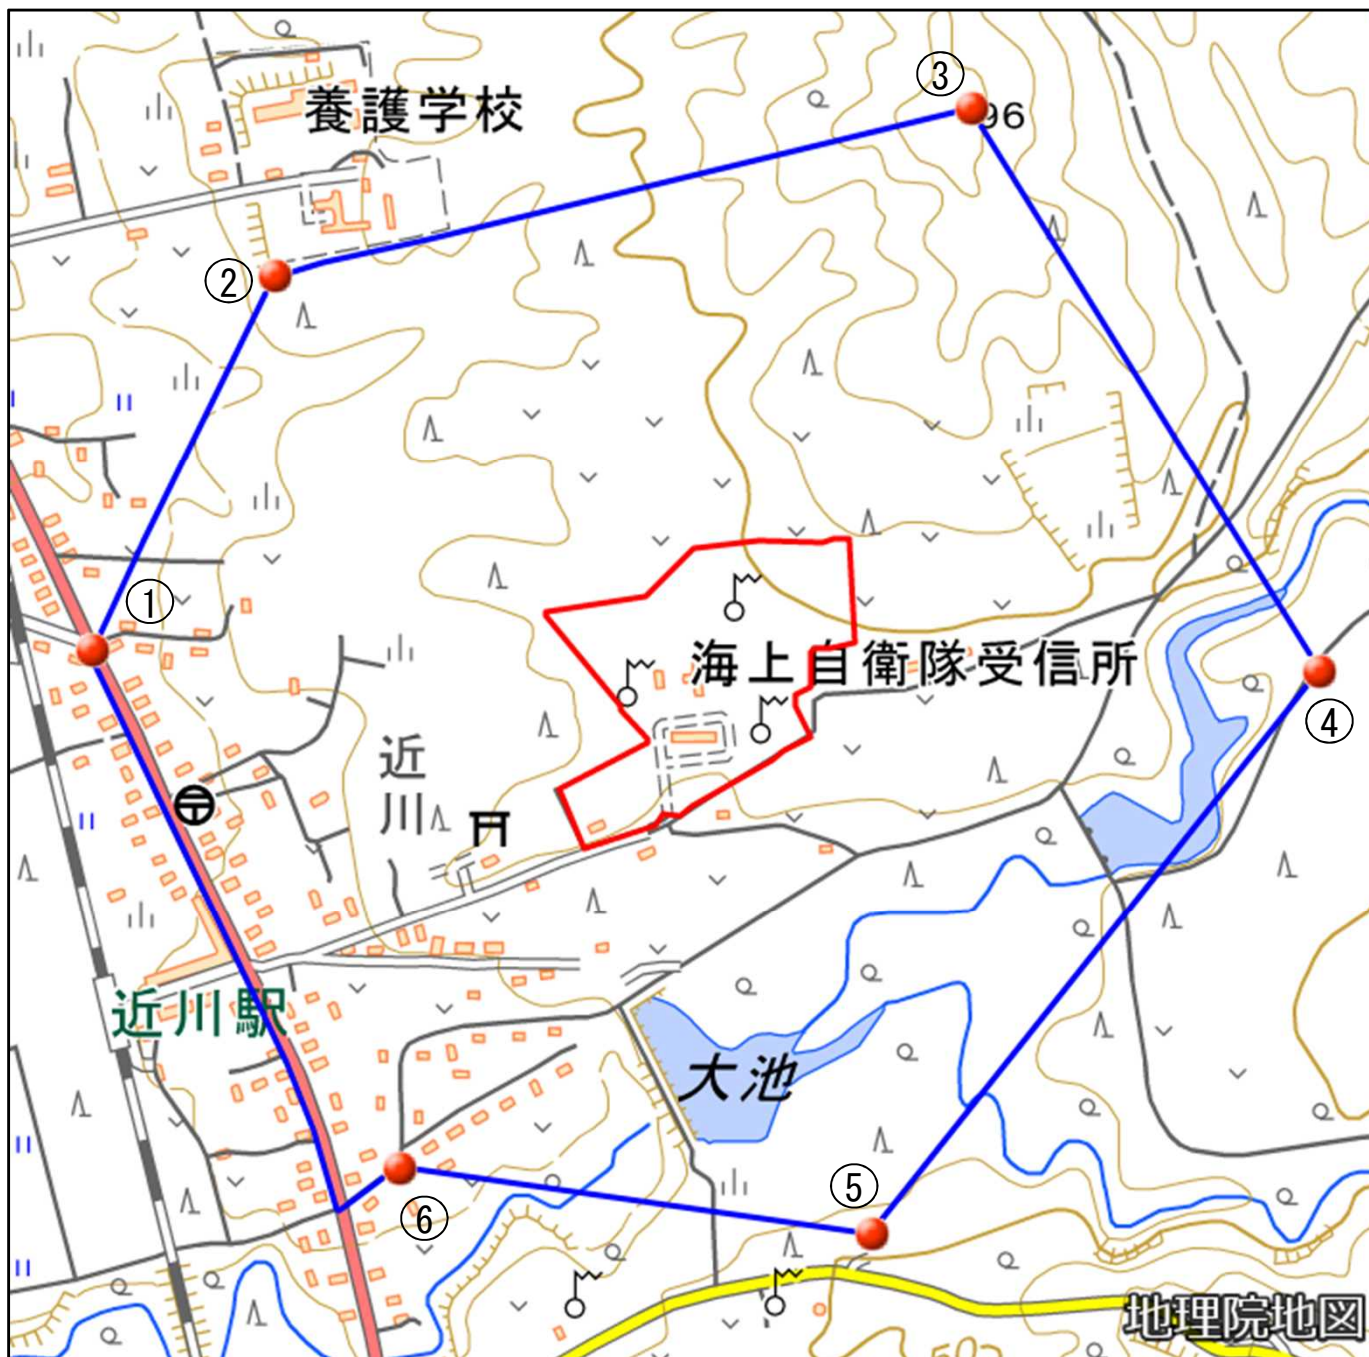 養護学校
③
96
②
①
海上自衛隊受信所
④
近川
近川駅
大池
⑤
⑥
地理院地図